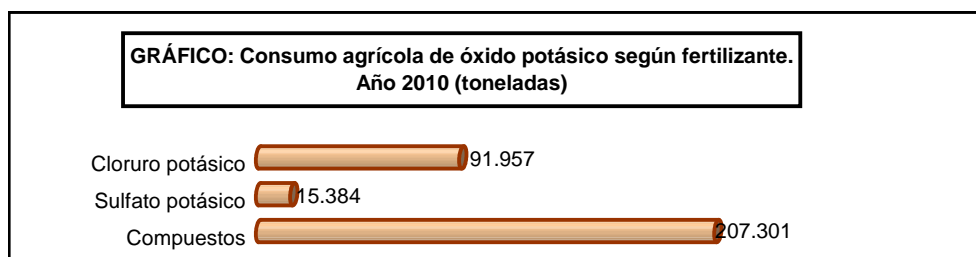 GRÁFICO: Consumo agrícola de óxido potásico según fertilizante.
Año 2010 (toneladas)
Cloruro potásico 91.957
Sulfato potásico 15.384
Compuestos 207.301